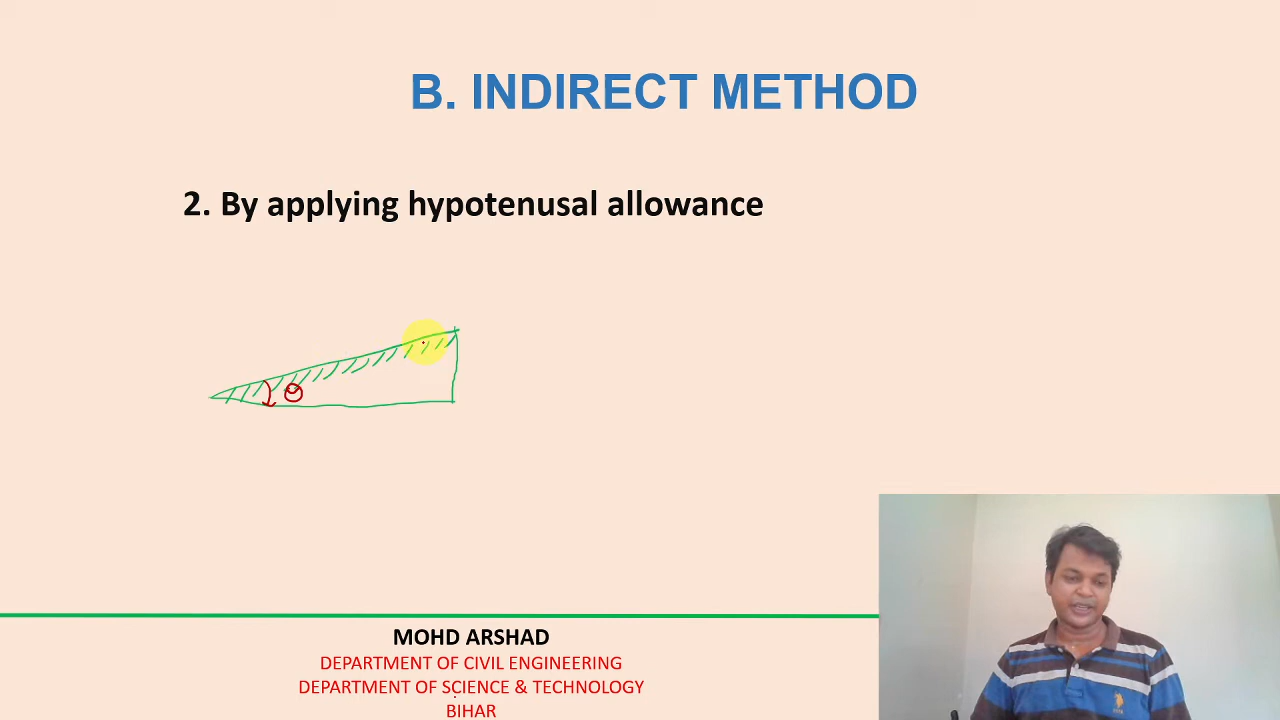 B. INDIRECT METHOD
2. By applying hypotenusal allowance
θ
MOHD ARSHAD
DEPARTMENT OF CIVIL ENGINEERING
DEPARTMENT OF SCIENCE & TECHNOLOGY
BIHAR